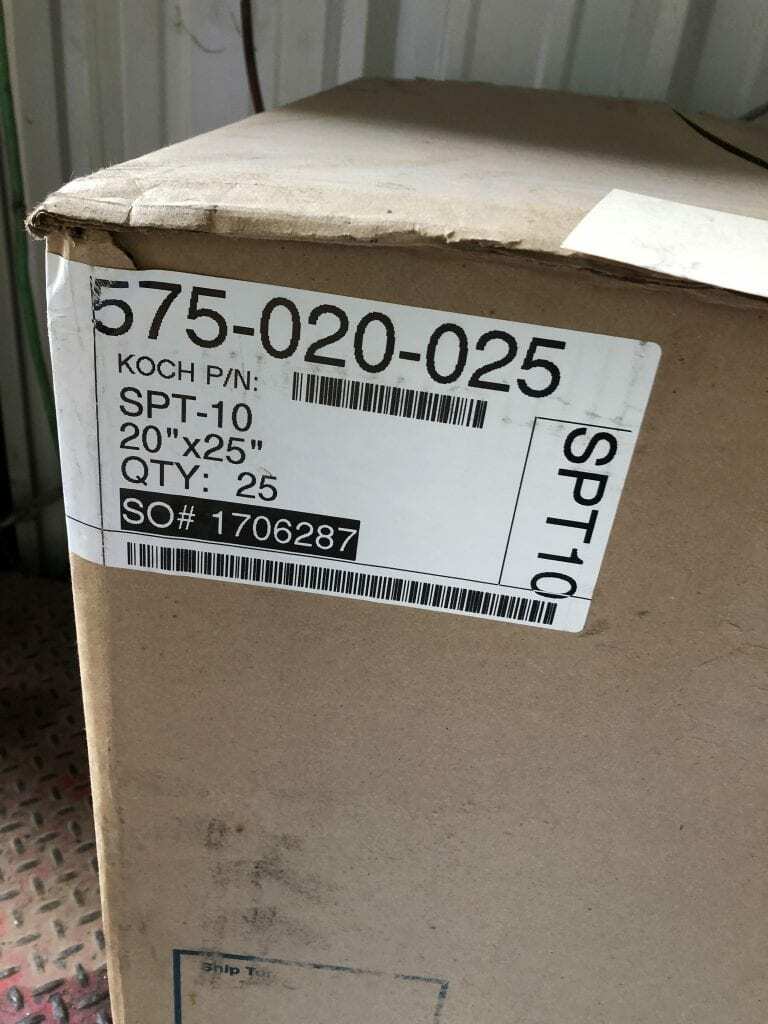 575-020-025
KOCH P/N:
SPT-10
20"x25"
QTY: 25
SO# 1706287
SPT10
Ship To: